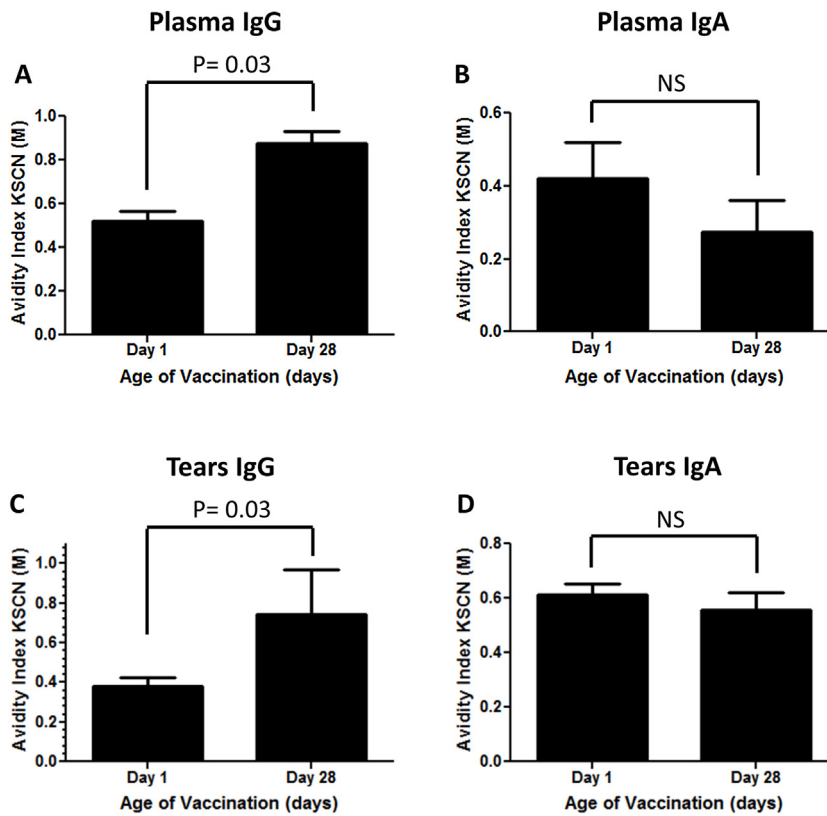 Plasma IgG
A
P= 0.03
Avidity Index KSCN (M)
1.0
0.8
0.6
0.4
0.2
0.0
Day 1 Day 28
Age of Vaccination (days)
Plasma IgA
B
NS
Avidity Index KSCN (M)
0.6
0.4
0.2
0.0
Day 1 Day 28
Age of Vaccination (days)
Tears IgG
C
P= 0.03
Avidity Index KSCN (M)
1.0
0.8
0.6
0.4
0.2
0.0
Day 1 Day 28
Age of Vaccination (days)
Tears IgA
D
NS
Avidity Index KSCN (M)
0.8
0.6
0.4
0.2
0.0
Day 1 Day 28
Age of Vaccination (days)